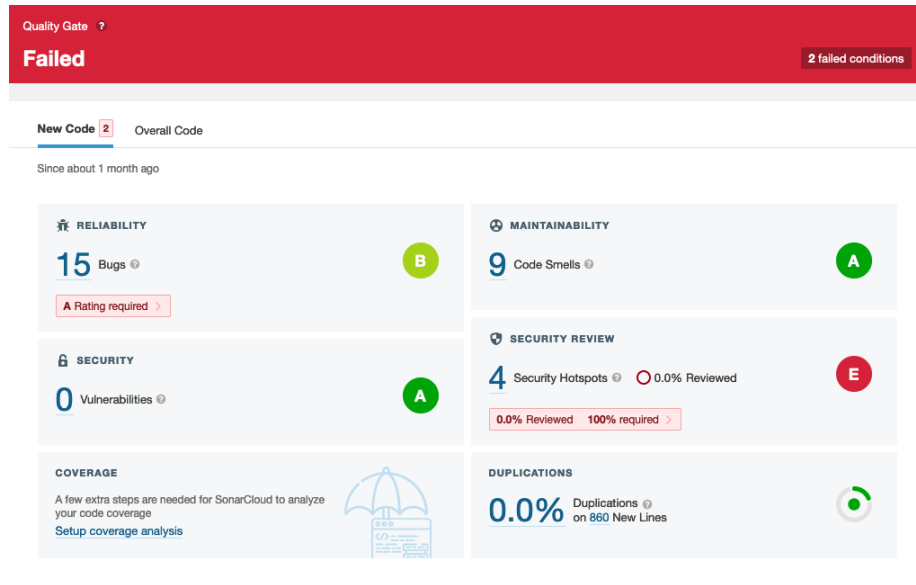 Quality Gate ?
Failed
2 failed conditions
New Code 2
Overall Code
Since about 1 month ago
RELIABILITY
15 Bugs ?
B
A Rating required >
MAINTAINABILITY
9 Code Smells ?
A
SECURITY
0 Vulnerabilities ?
A
SECURITY REVIEW
4 Security Hotspots ? 0.0% Reviewed
E
0.0% Reviewed 100% required >
COVERAGE
A few extra steps are needed for SonarCloud to analyze
your code coverage
Setup coverage analysis
</>
DUPLICATIONS
0.0% Duplications ?
on 860 New Lines